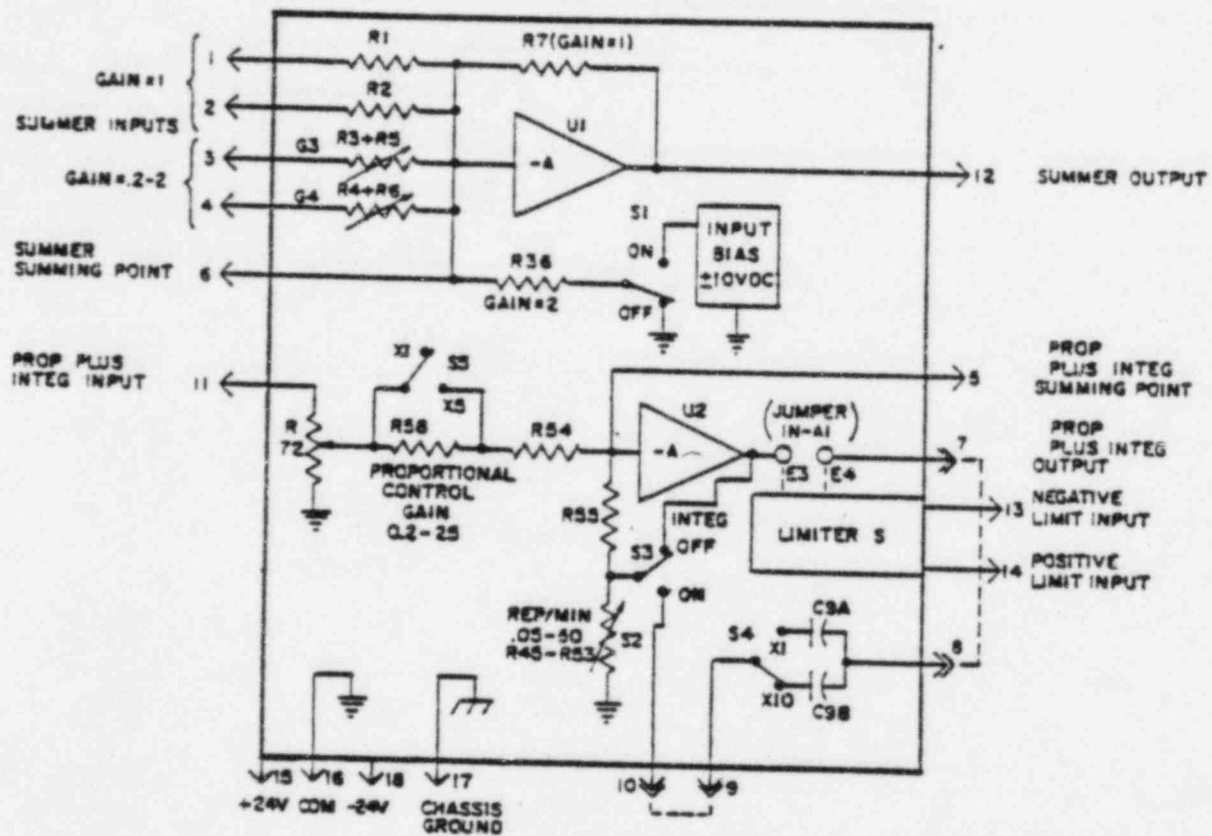 R1
R7(GAIN=1)
1
GAIN=1
2
R2
SUMMER INPUTS
U1
3
G3
R3+R5
-A
GAIN=.2-2
4
G4
R4+R6
12
SUMMER OUTPUT
S1
INPUT
BIAS
±10VDC
ON
OFF
SUMMER
SUMMING POINT
6
R36
GAIN=2
PROP PLUS
INTEG INPUT
11
X1
S5
X5
5
PROP
PLUS INTEG
SUMMING POINT
R
72
R58
R54
PROPORTIONAL
CONTROL
GAIN
0.2-25
U2
-A
(JUMPER
IN-A1)
E3
E4
7
PROP
PLUS INTEG
OUTPUT
R55
INTEG
S3
OFF
ON
LIMITER S
13
NEGATIVE
LIMIT INPUT
14
POSITIVE
LIMIT INPUT
REP/MIN
.05-50
R45-R53
S2
S4
X1
C9A
X10
C9B
8
15
16
18
17
10
9
+24V
COM
-24V
CHASSIS
GROUND